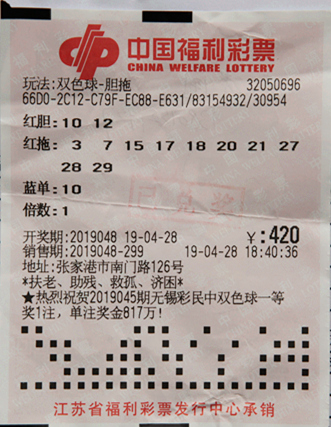 中国福利彩票
CHINA WELFARE LOTTERY
玩法:双色球-胆拖 32050696
66D0-2C12-C79F-EC88-E631/83154932/30954
红胆:10 12
红拖: 3 7 15 17 18 20 21 27
28 29
蓝单:10
倍数:1
开奖期:2019048 19-04-28 ¥:420
销售期:2019048-299 19-04-28 18:40:36
地址:张家港市南门路126号
*扶老、助残、救孤、济困*
★热烈祝贺2019045期无锡彩民中双色球一等
奖1注，单注奖金817万!
江苏省福利彩票发行中心承销